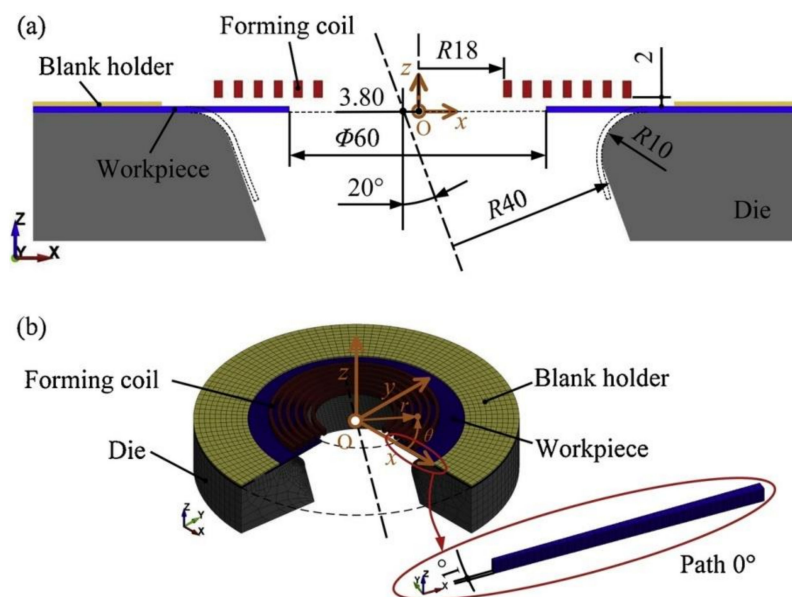 (a)
Forming coil
Blank holder
R18
2
z
3.80
O
x
Workpiece
Φ60
R10
20°
R40
Die
Z
Y
X
(b)
Forming coil
z
y
r
Blank holder
Die
O
θ
x
Workpiece
Z
Y
X
1°
Path 0°
Z
Y
X